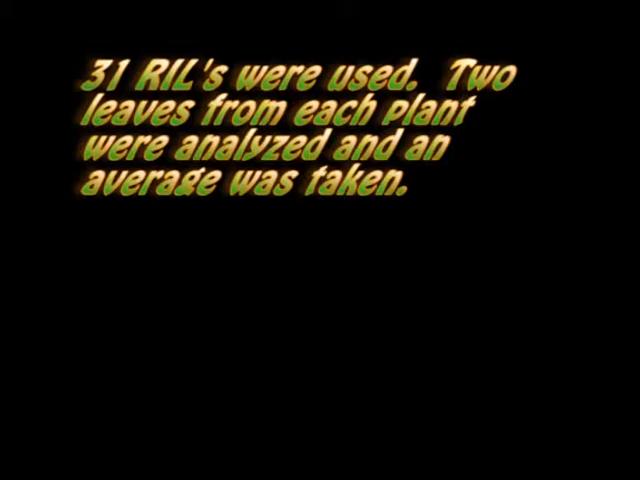 31 RIL's were used.  Two
leaves from each plant
were analyzed and an
average was taken.